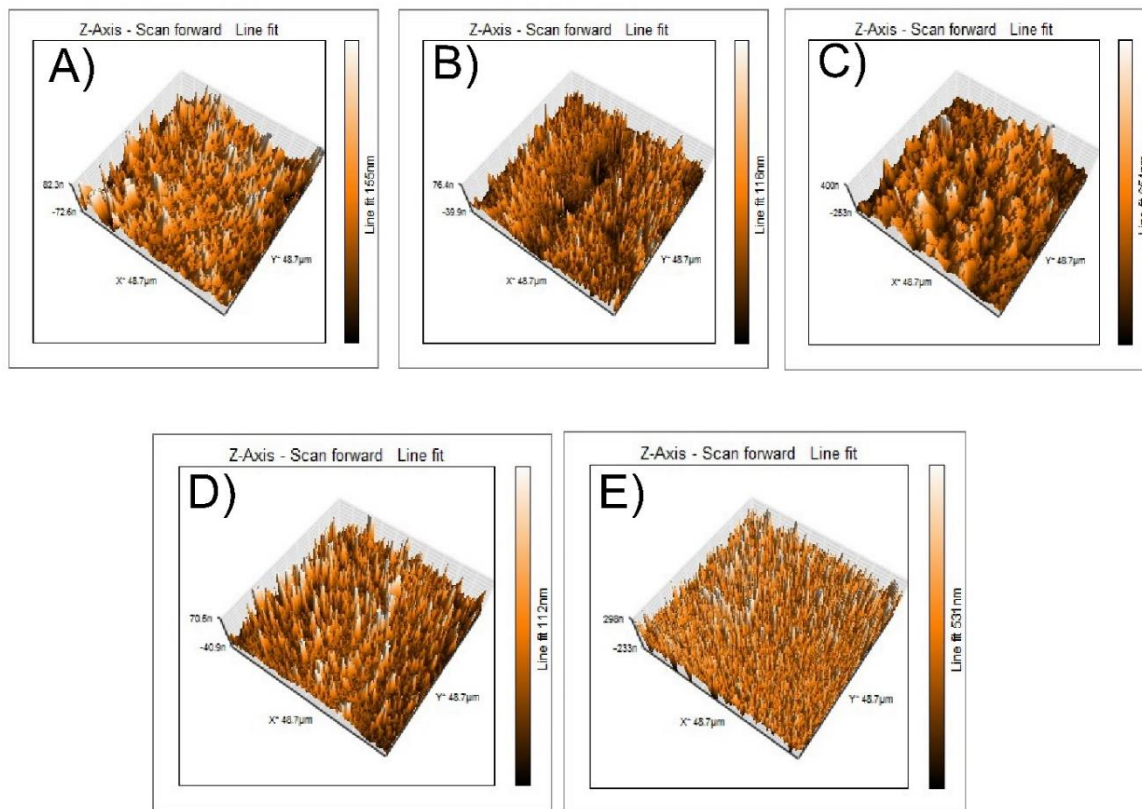 Z-Axis - Scan forward Line fit
A)
82.3n
-72.6n
X* 48.7µm
Y* 48.7µm
Line fit 155nm
Z-Axis - Scan forward Line fit
B)
76.4n
-39.9n
X* 48.7µm
Y* 48.7µm
Line fit 116nm
Z-Axis - Scan forward Line fit
C)
400n
-253n
X* 48.7µm
Y* 48.7µm
Line fit
Z-Axis - Scan forward Line fit
D)
-40.9n
X* 48.7µm
Y* 48.7µm
Line fit 112nm
Z-Axis - Scan forward Line fit
E)
298n
-233n
X* 48.7µm
Y* 48.7µm
Line fit 531nm